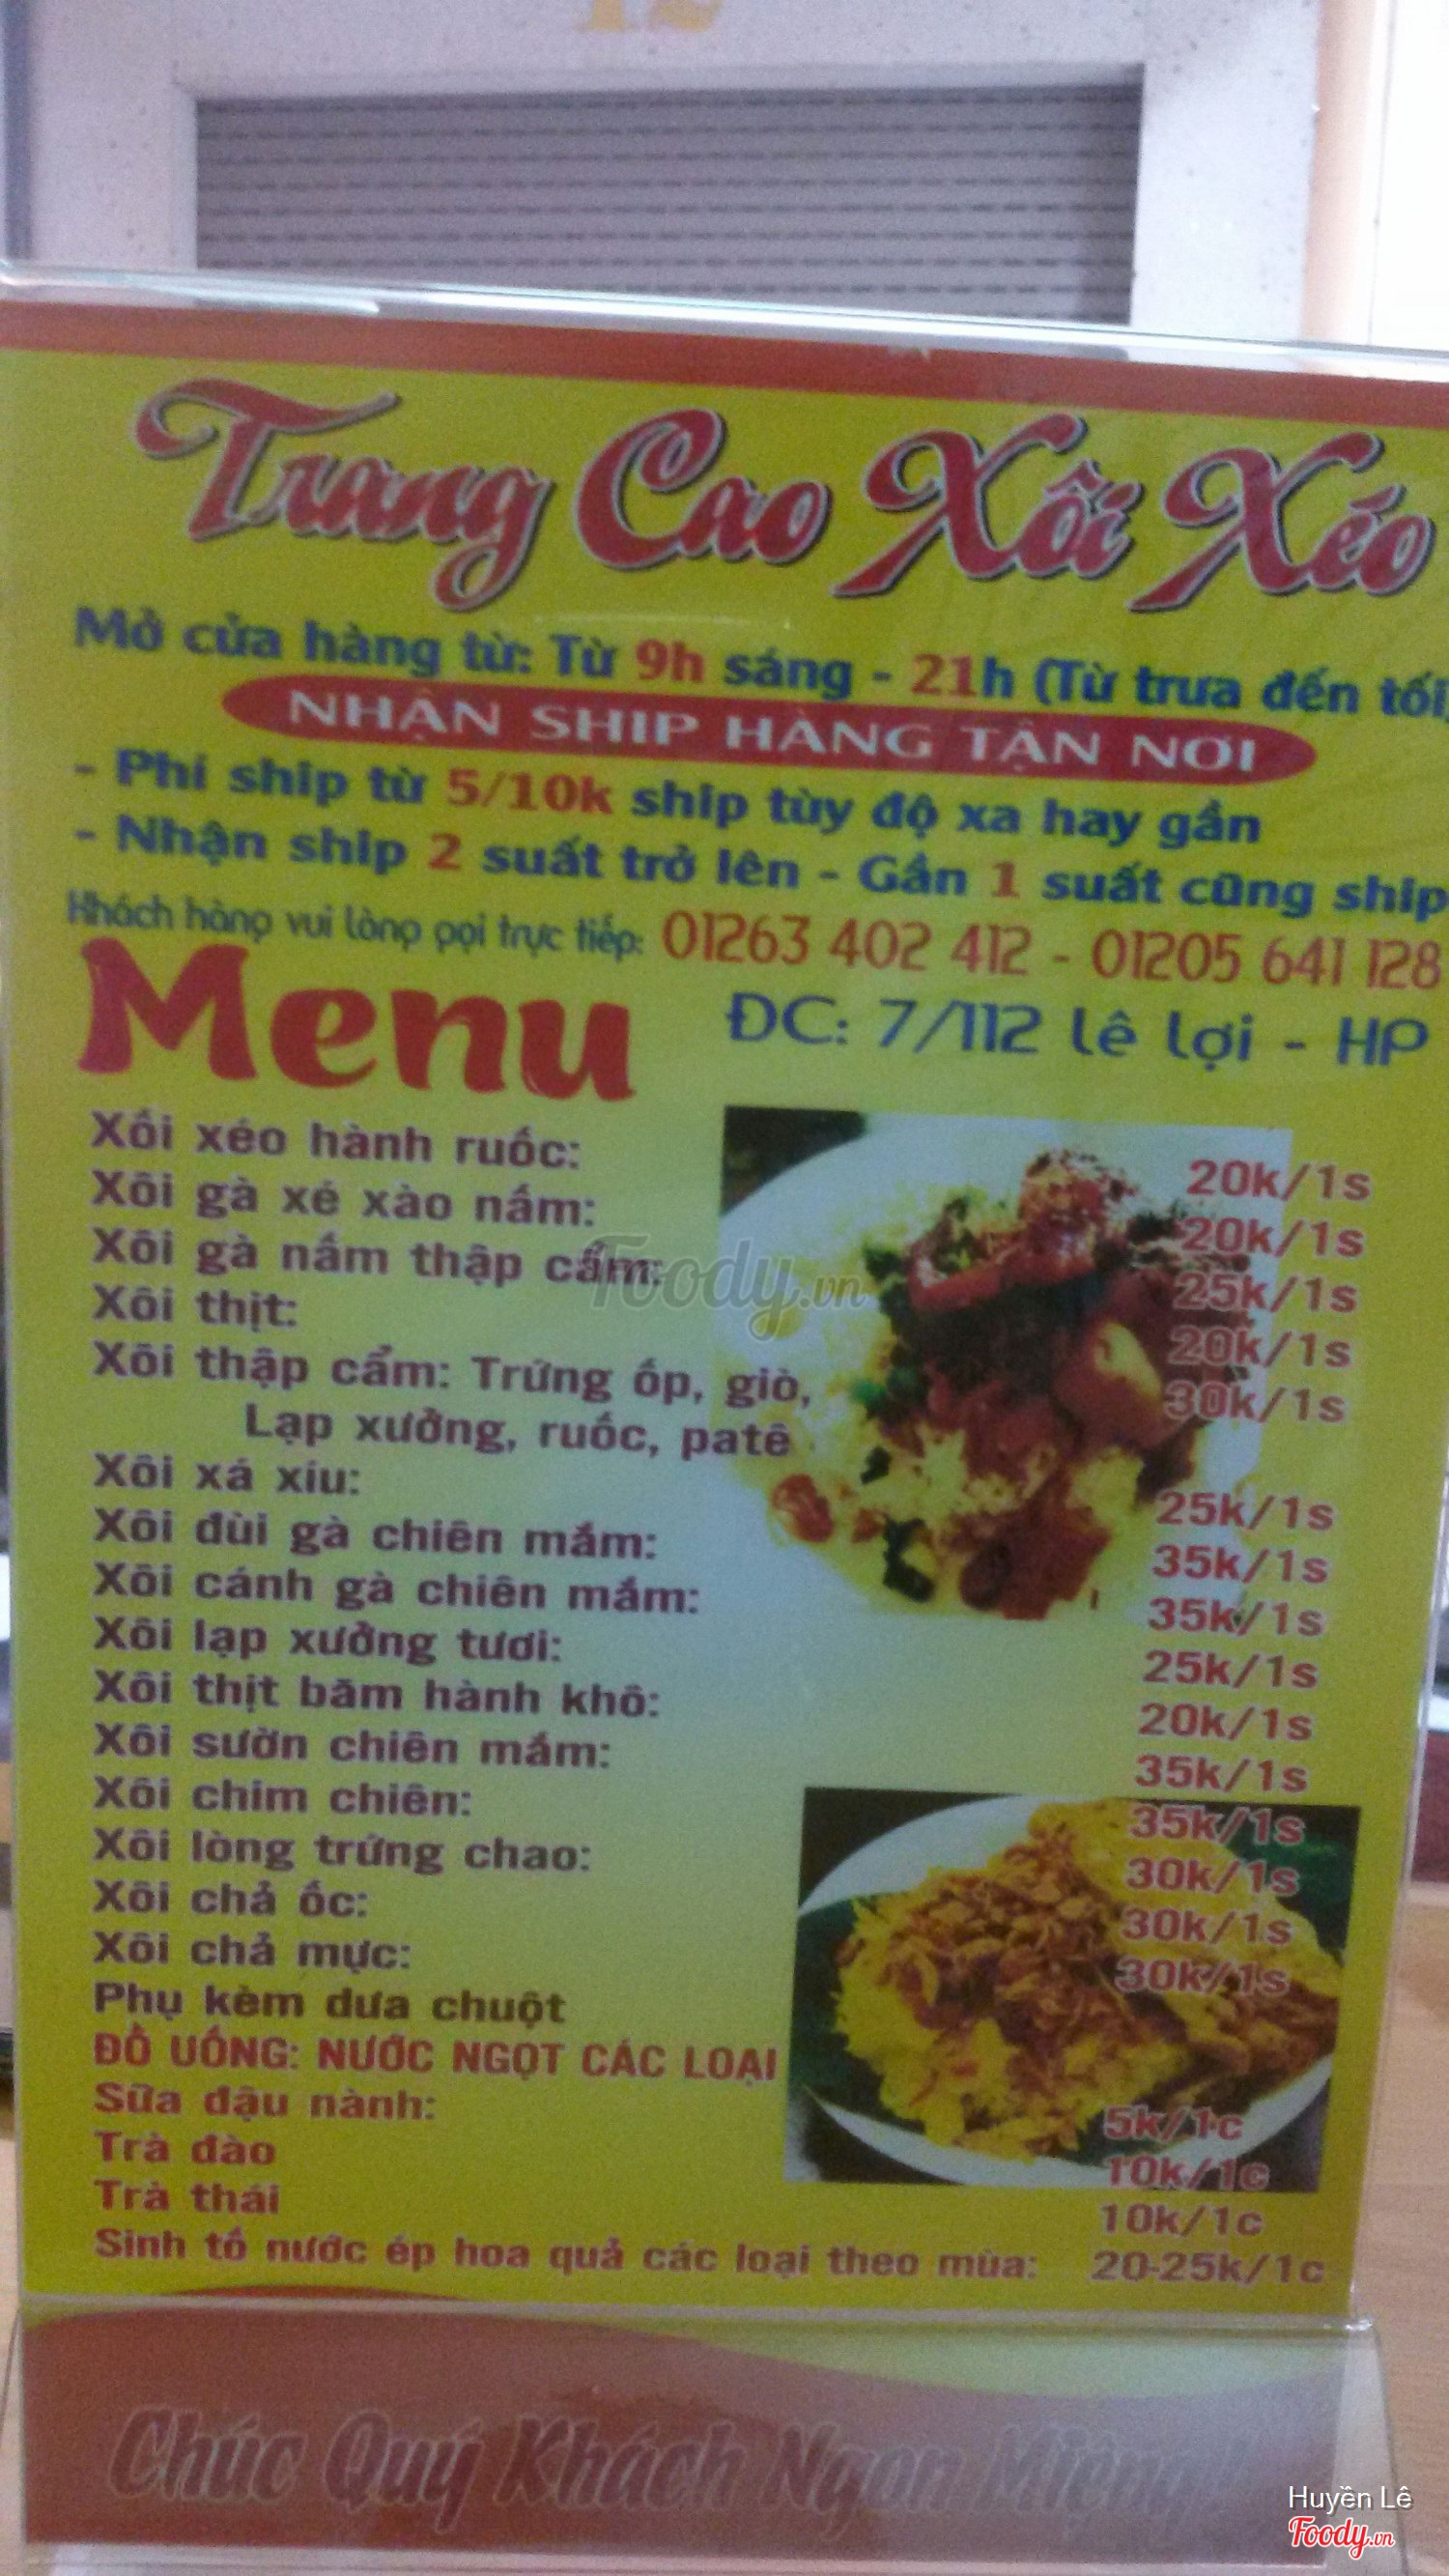 12
Trang Cao Xôi Xéo
Mở cửa hàng từ: Từ 9h sáng - 21h (Từ trưa đến tối)
NHẬN SHIP HÀNG TẬN NƠI
- Phí ship từ 5/10k ship tùy độ xa hay gần
- Nhận ship 2 suất trở lên - Gần 1 suất cũng ship
Khách hàng vui lòng gọi trực tiếp: 01263 402 412 - 01205 641 128
Menu ĐC: 7/112 Lê Lợi - HP
Xôi xéo hành ruốc: 20k/1s
Xôi gà xé xào nấm: 20k/1s
Xôi gà nấm thập cẩm: 25k/1s
Xôi thịt: 20k/1s
Xôi thập cẩm: Trứng ốp, giò, 30k/1s
Lạp xưởng, ruốc, patê
Xôi xá xíu: 25k/1s
Xôi đùi gà chiên mắm: 35k/1s
Xôi cánh gà chiên mắm: 35k/1s
Xôi lạp xưởng tươi: 25k/1s
Xôi thịt băm hành khô: 20k/1s
Xôi sườn chiên mắm: 35k/1s
Xôi chim chiên: 35k/1s
Xôi lòng trứng chao: 30k/1s
Xôi chả ốc: 30k/1s
Xôi chả mực: 30k/1s
Phụ kèm dưa chuột
ĐỒ UỐNG: NƯỚC NGỌT CÁC LOẠI
Sữa đậu nành: 5k/1c
Trà đào 10k/1c
Trà thái 10k/1c
Sinh tố nước ép hoa quả các loại theo mùa: 20-25k/1c
Chúc Quý Khách Ngon Miệng!
Foody.vn
Huyền Lê
Foody.vn